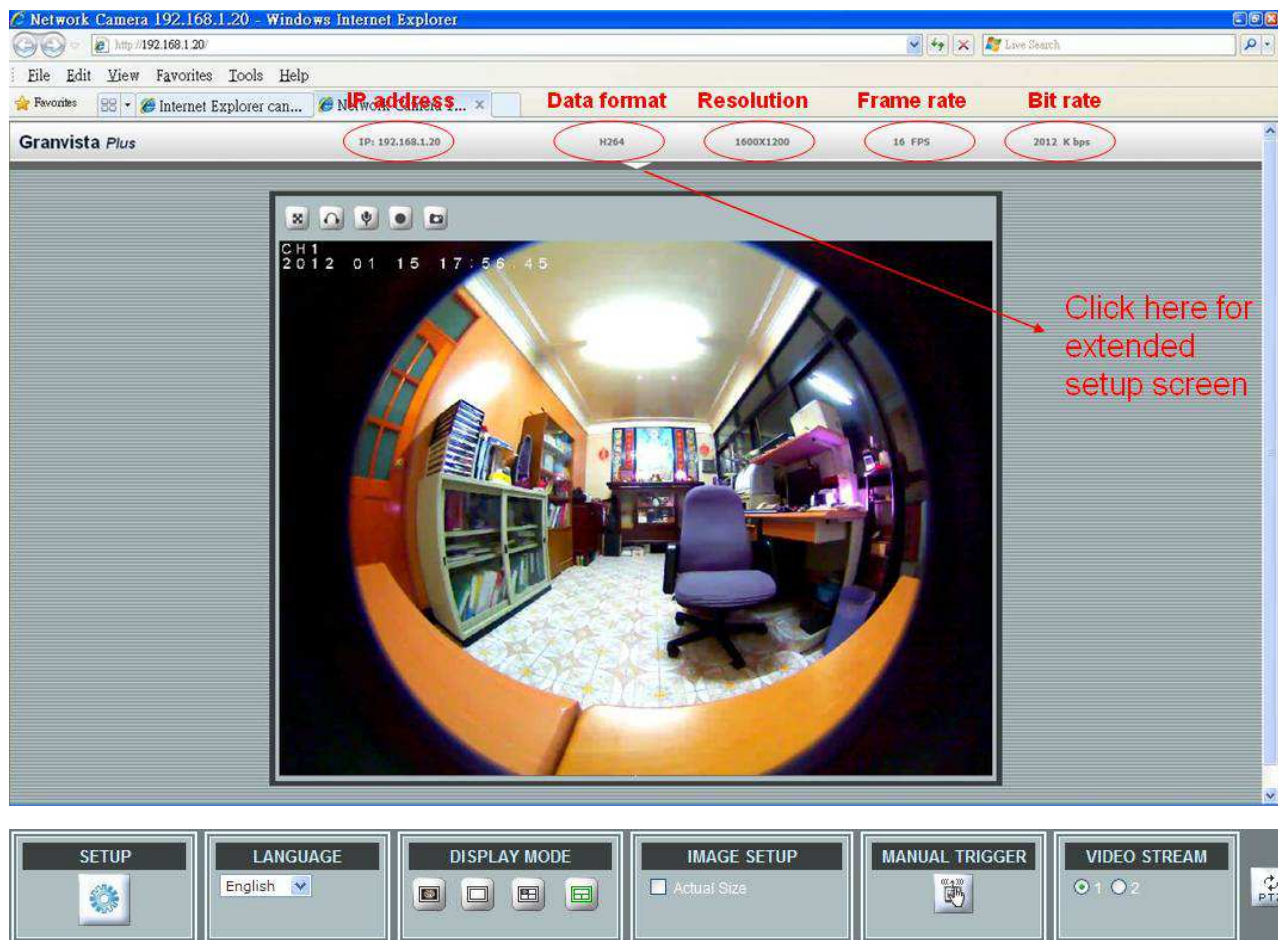 Network Camera 192.168.1.20 - Windows Internet Explorer
http://192.168.1.20/
Live Search
File Edit View Favorites Tools Help
Favorites
Internet Explorer can...
IP address
Data format
Resolution
Frame rate
Bit rate
Granvista Plus
IP: 192.168.1.20
H264
1600X1200
16 FPS
2012 K bps
CH1
2012 01 15 17:56:45
Click here for
extended
setup screen
SETUP
LANGUAGE
DISPLAY MODE
IMAGE SETUP
MANUAL TRIGGER
VIDEO STREAM
English
Actual Size
1
2